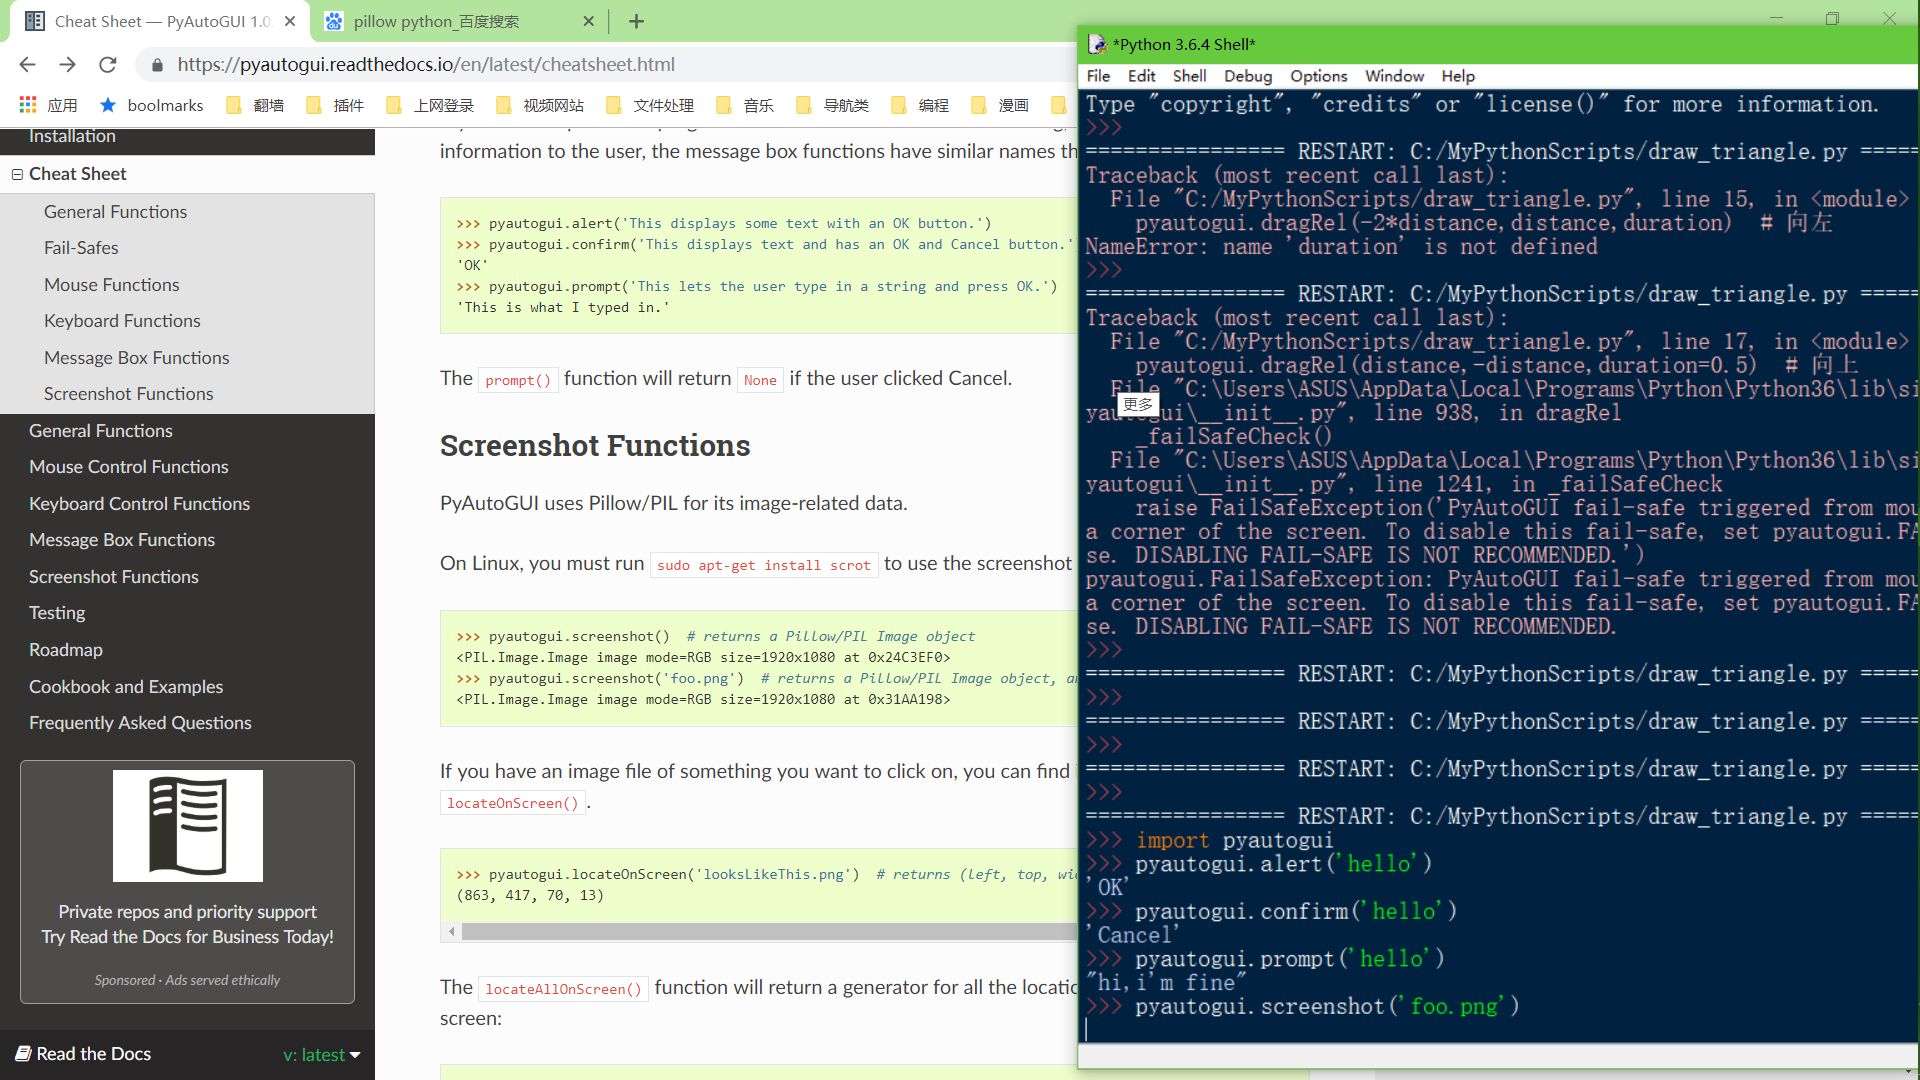 Cheat Sheet — PyAutoGUI 1.0.
pillow python_百度搜索
https://pyautogui.readthedocs.io/en/latest/cheatsheet.html
应用
boolmarks
翻墙
插件
上网登录
视频网站
文件处理
音乐
导航类
编程
漫画
Installation
Cheat Sheet
General Functions
Fail-Safes
Mouse Functions
Keyboard Functions
Message Box Functions
Screenshot Functions
General Functions
Mouse Control Functions
Keyboard Control Functions
Message Box Functions
Screenshot Functions
Testing
Roadmap
Cookbook and Examples
Frequently Asked Questions
Private repos and priority support
Try Read the Docs for Business Today!
Sponsored · Ads served ethically
Read the Docs
v: latest
information to the user, the message box functions have similar names th
>>> pyautogui.alert('This displays some text with an OK button.')
>>> pyautogui.confirm('This displays text and has an OK and Cancel button.'
'OK'
>>> pyautogui.prompt('This lets the user type in a string and press OK.')
'This is what I typed in.'
The prompt() function will return None if the user clicked Cancel.
Screenshot Functions
PyAutoGUI uses Pillow/PIL for its image-related data.
On Linux, you must run sudo apt-get install scrot to use the screenshot
>>> pyautogui.screenshot()  # returns a Pillow/PIL Image object
<PIL.Image.Image image mode=RGB size=1920x1080 at 0x24C3EF0>
>>> pyautogui.screenshot('foo.png')  # returns a Pillow/PIL Image object, a
<PIL.Image.Image image mode=RGB size=1920x1080 at 0x31AA198>
If you have an image file of something you want to click on, you can find
locateOnScreen() .
>>> pyautogui.locateOnScreen('looksLikeThis.png')  # returns (left, top, wi
(863, 417, 70, 13)
The locateAllOnScreen() function will return a generator for all the locatio
screen:
*Python 3.6.4 Shell*
File Edit Shell Debug Options Window Help
Type "copyright", "credits" or "license()" for more information.
>>>
================ RESTART: C:/MyPythonScripts/draw_triangle.py =====
Traceback (most recent call last):
  File "C:/MyPythonScripts/draw_triangle.py", line 15, in <module>
    pyautogui.dragRel(-2*distance,distance,duration)  # 向左
NameError: name 'duration' is not defined
>>>
================ RESTART: C:/MyPythonScripts/draw_triangle.py =====
Traceback (most recent call last):
  File "C:/MyPythonScripts/draw_triangle.py", line 17, in <module>
    pyautogui.dragRel(distance,-distance,duration=0.5)  # 向上
  File "C:\Users\ASUS\AppData\Local\Programs\Python\Python36\lib\si
更多
yautogui\__init__.py", line 938, in dragRel
    _failSafeCheck()
  File "C:\Users\ASUS\AppData\Local\Programs\Python\Python36\lib\si
yautogui\__init__.py", line 1241, in _failSafeCheck
    raise FailSafeException('PyAutoGUI fail-safe triggered from mou
a corner of the screen. To disable this fail-safe, set pyautogui.FA
se. DISABLING FAIL-SAFE IS NOT RECOMMENDED.')
pyautogui.FailSafeException: PyAutoGUI fail-safe triggered from mou
a corner of the screen. To disable this fail-safe, set pyautogui.FA
se. DISABLING FAIL-SAFE IS NOT RECOMMENDED.
>>>
================ RESTART: C:/MyPythonScripts/draw_triangle.py =====
>>>
================ RESTART: C:/MyPythonScripts/draw_triangle.py =====
>>>
================ RESTART: C:/MyPythonScripts/draw_triangle.py =====
>>>
================ RESTART: C:/MyPythonScripts/draw_triangle.py =====
>>> import pyautogui
>>> pyautogui.alert('hello')
'OK'
>>> pyautogui.confirm('hello')
'Cancel'
>>> pyautogui.prompt('hello')
"hi,i'm fine"
>>> pyautogui.screenshot('foo.png')